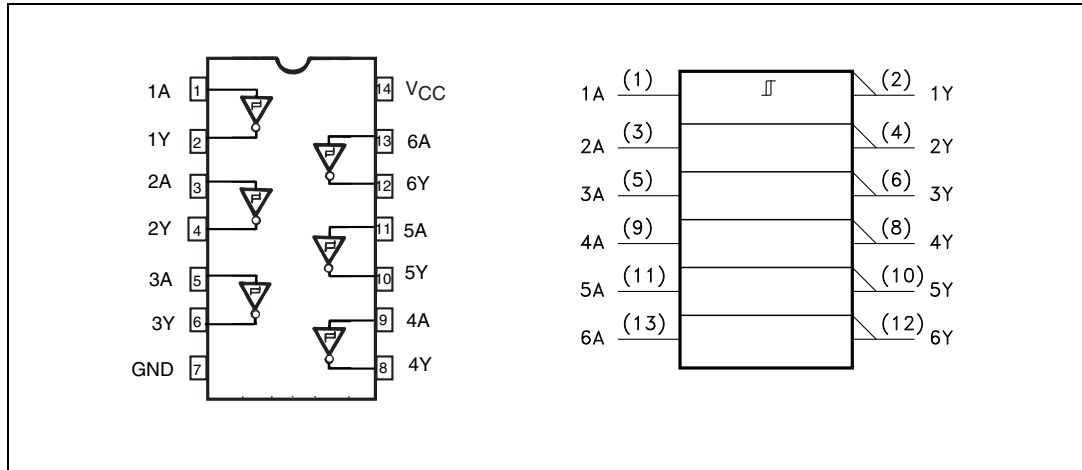 1A 1 14 VCC
1Y 2 13 6A
2A 3 12 6Y
2Y 4 11 5A
3A 5 10 5Y
3Y 6 9 4A
GND 7 8 4Y
1A (1) (2) 1Y
2A (3) (4) 2Y
3A (5) (6) 3Y
4A (9) (8) 4Y
5A (11) (10) 5Y
6A (13) (12) 6Y